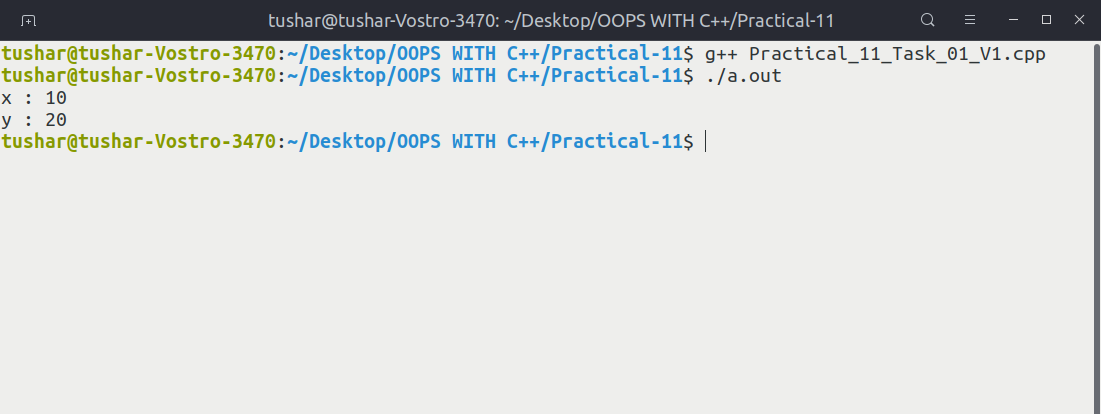 tushar@tushar-Vostro-3470: ~/Desktop/OOPS WITH C++/Practical-11
tushar@tushar-Vostro-3470:~/Desktop/OOPS WITH C++/Practical-11$ g++ Practical_11_Task_01_V1.cpp
tushar@tushar-Vostro-3470:~/Desktop/OOPS WITH C++/Practical-11$ ./a.out
x : 10
y : 20
tushar@tushar-Vostro-3470:~/Desktop/OOPS WITH C++/Practical-11$